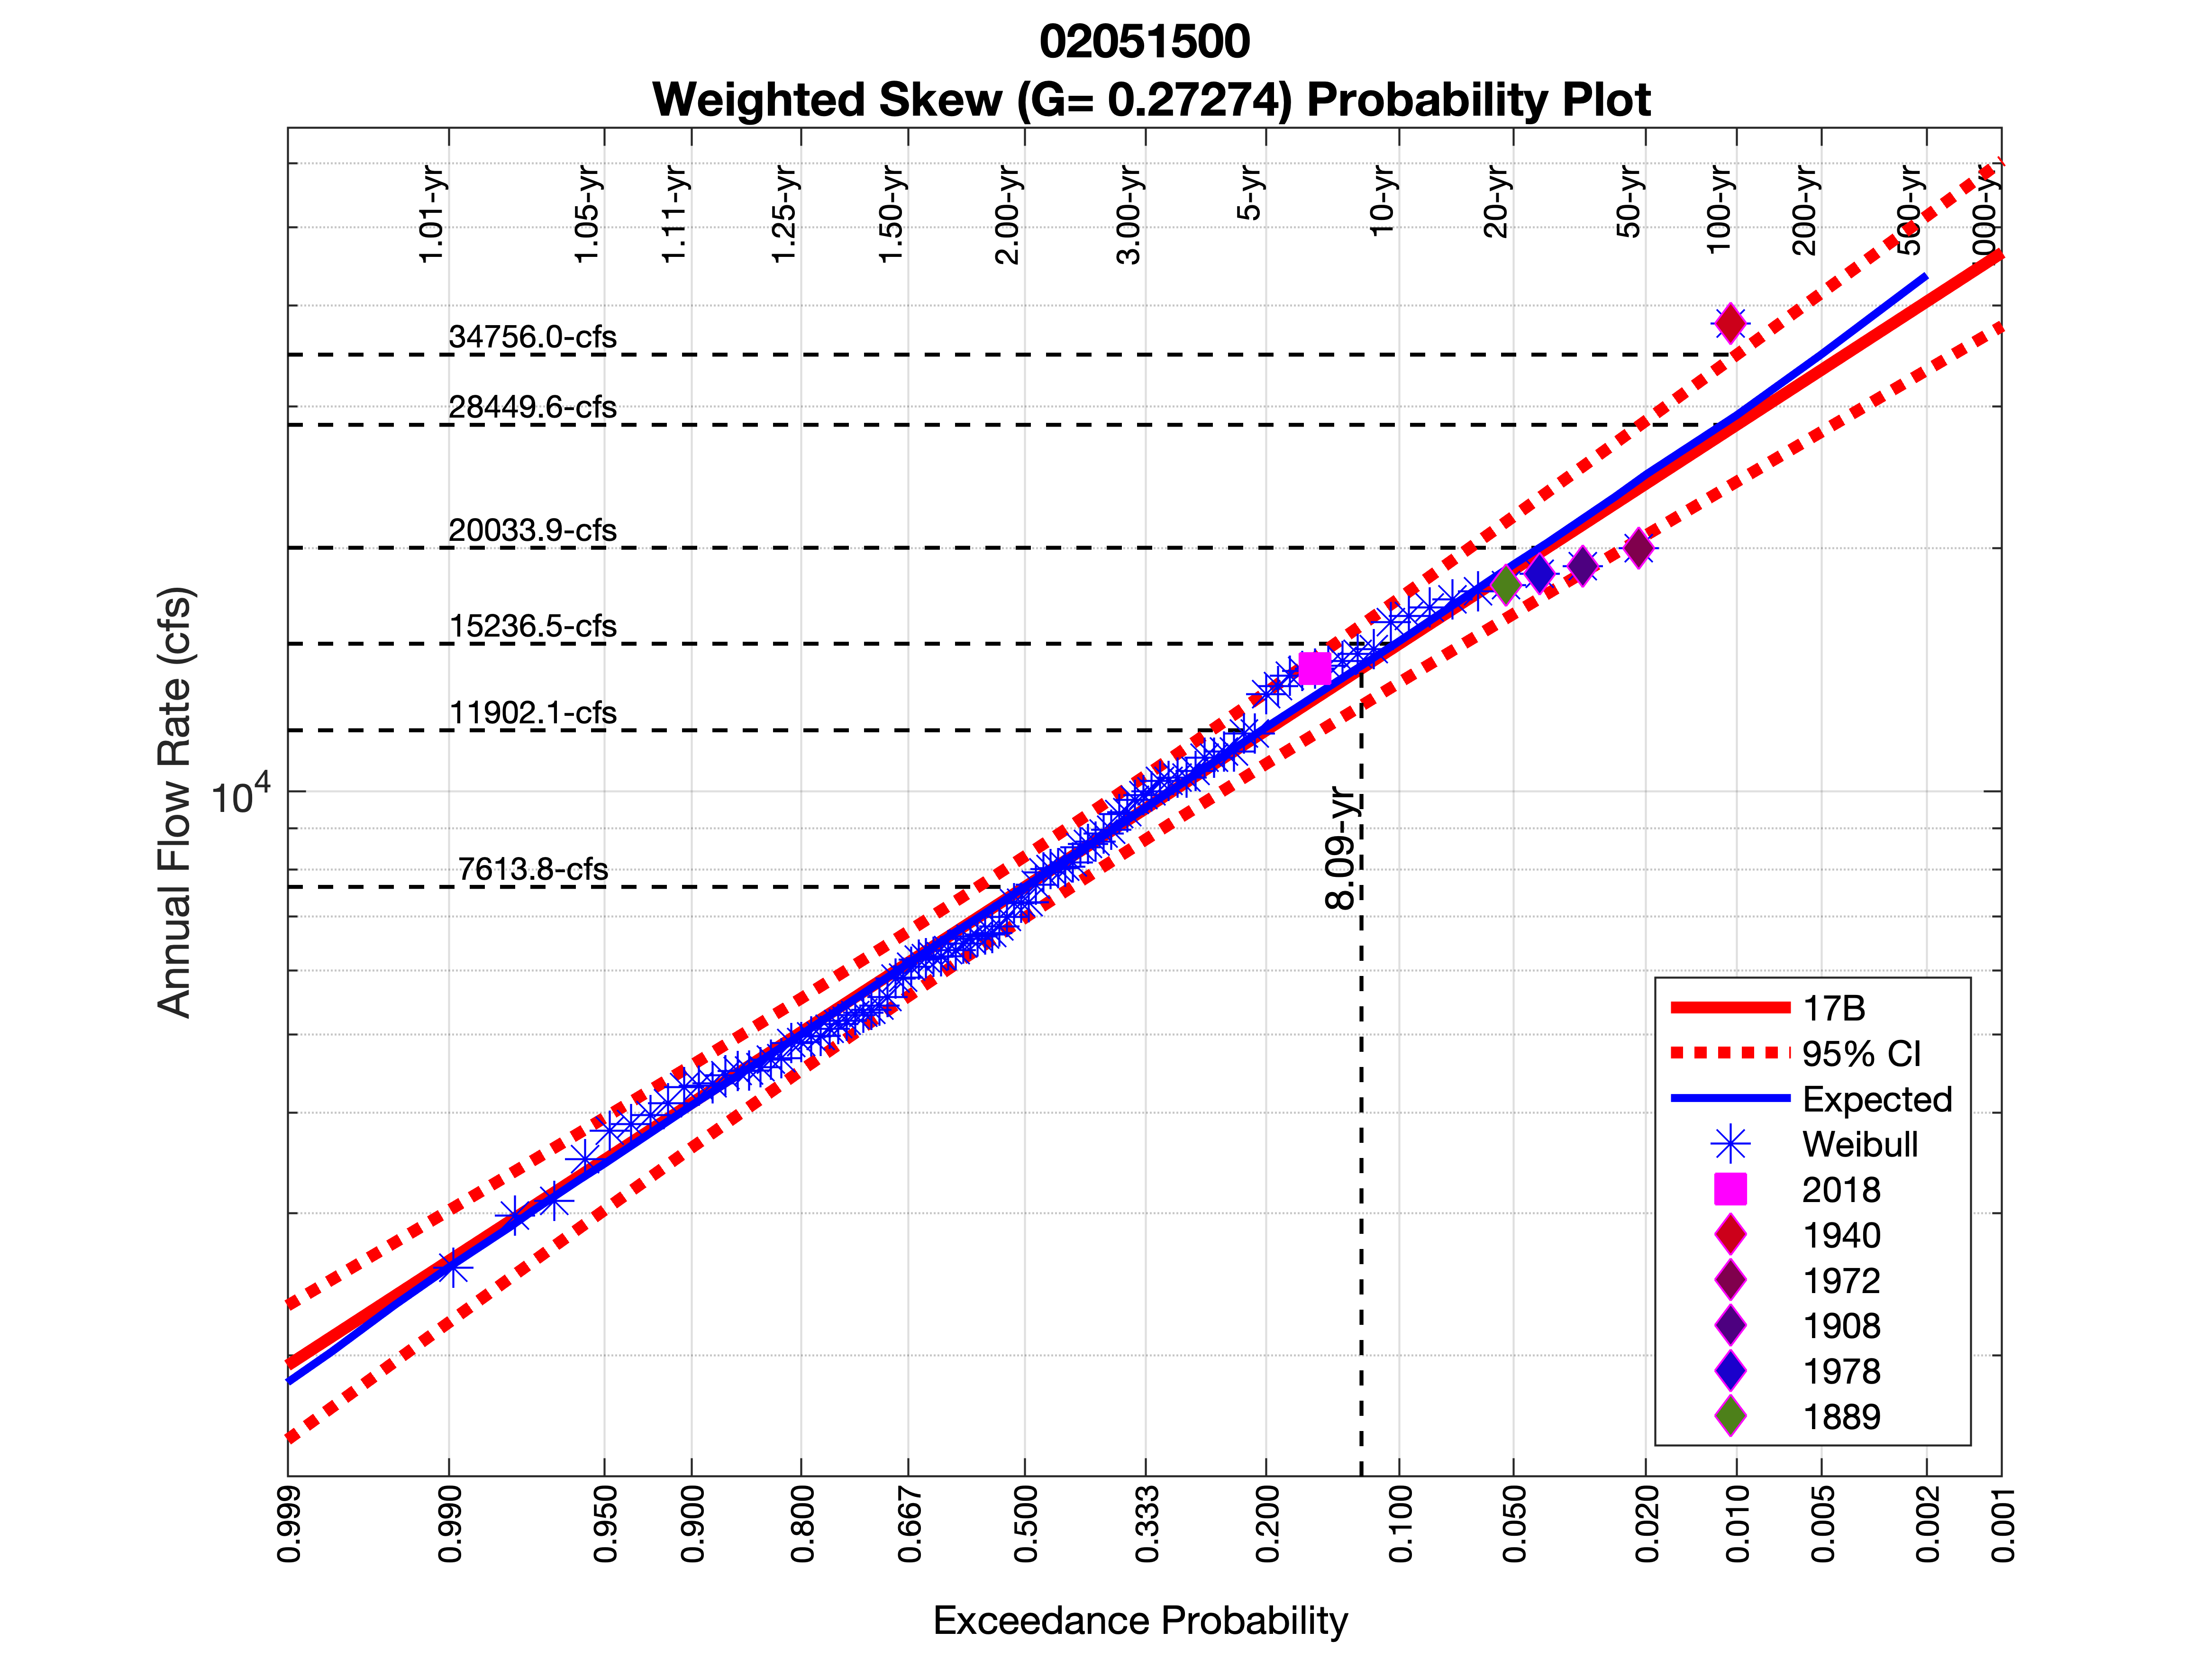 02051500
Weighted Skew (G= 0.27274) Probability Plot
1.01-yr
1.05-yr
1.11-yr
1.25-yr
1.50-yr
2.00-yr
3.00-yr
5-yr
10-yr
20-yr
50-yr
100-yr
200-yr
500-yr
000-yr
34756.0-cfs
28449.6-cfs
20033.9-cfs
15236.5-cfs
11902.1-cfs
7613.8-cfs
8.09-yr
Annual Flow Rate (cfs)
10^4
17B
95% CI
Expected
Weibull
2018
1940
1972
1908
1978
1889
0.999
0.990
0.950
0.900
0.800
0.667
0.500
0.333
0.200
0.100
0.050
0.020
0.010
0.005
0.002
0.001
Exceedance Probability